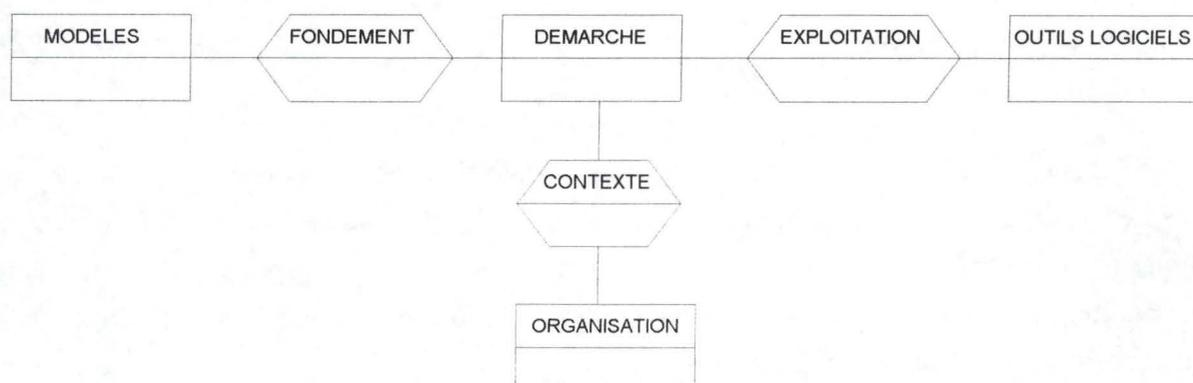 MODELES
FONDEMENT
DEMARCHE
EXPLOITATION
OUTILS LOGICIELS
CONTEXTE
ORGANISATION